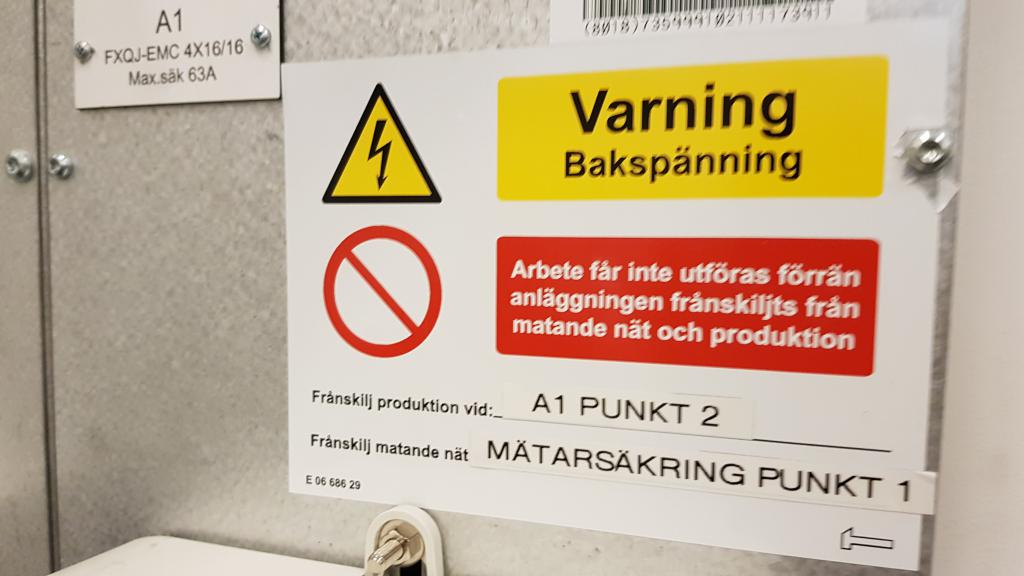 A1
FXQJ-EMC 4X16/16
Max.säk 63A
Varning
Bakspänning
Arbete får inte utföras förrän
anläggningen frånskiljts från
matande nät och produktion
Frånskilj produktion vid:_ A1 PUNKT 2
Frånskilj matande nät MÄTARSÄKRING PUNKT 1
E 06 686 29